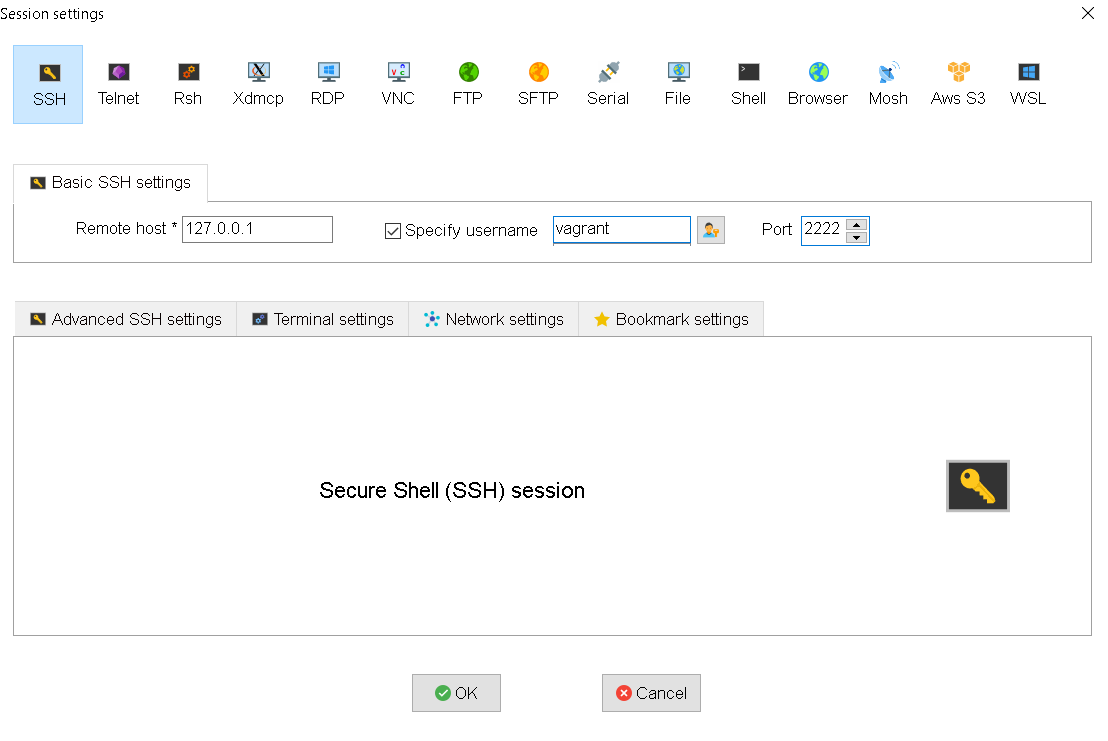 Session settings
SSH Telnet Rsh Xdmcp RDP VNC FTP SFTP Serial File Shell Browser Mosh Aws S3 WSL
Basic SSH settings
Remote host * 127.0.0.1 Specify username vagrant Port 2222
Advanced SSH settings Terminal settings Network settings Bookmark settings
Secure Shell (SSH) session
OK Cancel